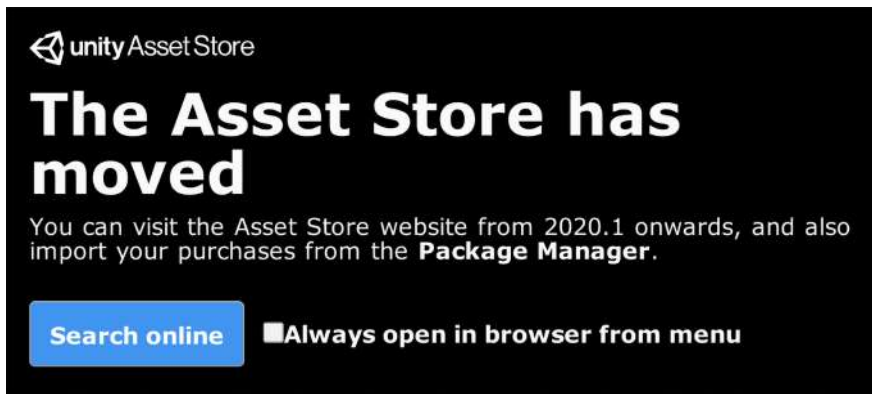 unity Asset Store
The Asset Store has
moved
You can visit the Asset Store website from 2020.1 onwards, and also
import your purchases from the Package Manager.
Search online
Always open in browser from menu